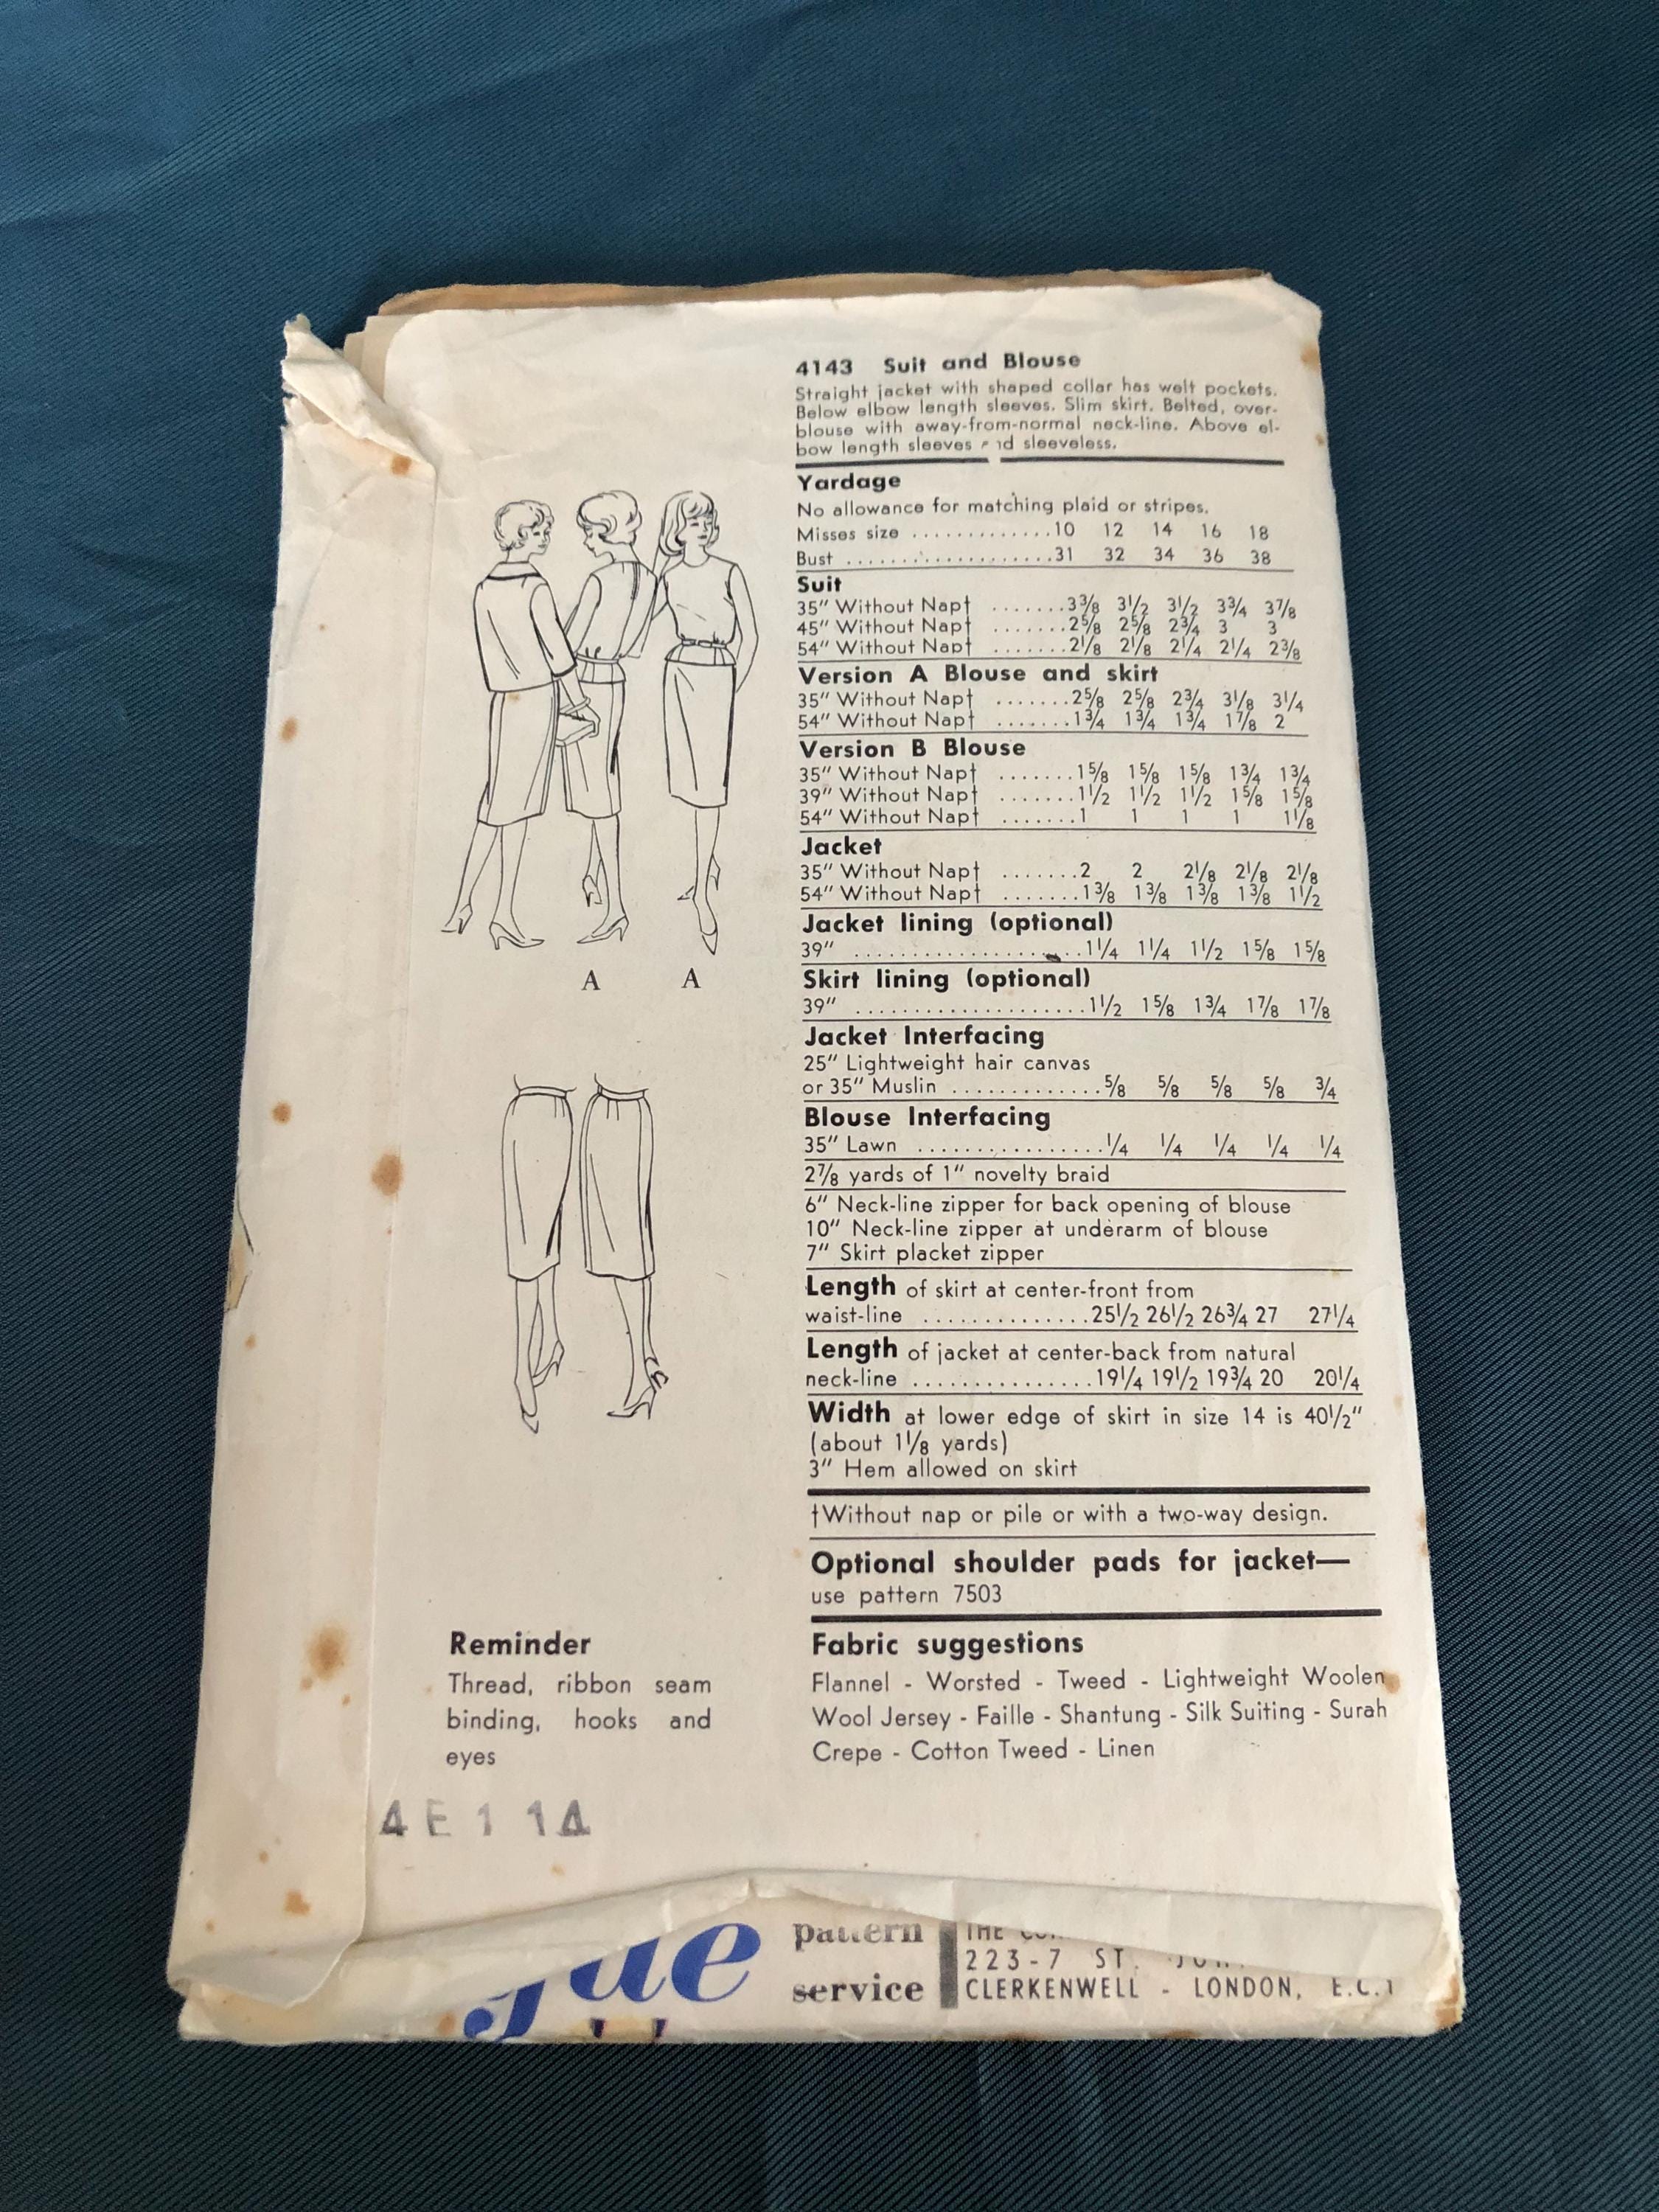 4143 Suit and Blouse
Straight jacket with shaped collar has welt pockets.
Below elbow length sleeves. Slim skirt. Belted, over-
blouse with away-from-normal neck-line. Above el-
bow length sleeves and sleeveless.
Yardage
No allowance for matching plaid or stripes.
Misses size .............10 12 14 16 18
Bust ....................31 32 34 36 38
Suit
35" Without Nap† .......3⅜ 3½ 3½ 3¾ 3⅞
45" Without Nap† .......2⅝ 2⅝ 2¾ 3 3
54" Without Nap† .......2⅛ 2⅛ 2¼ 2¼ 2⅜
Version A Blouse and skirt
35" Without Nap† .......2⅝ 2⅝ 2¾ 3⅛ 3¼
54" Without Nap† .......1¾ 1¾ 1¾ 1⅞ 2
Version B Blouse
35" Without Nap† .......1⅝ 1⅝ 1⅝ 1¾ 1¾
39" Without Nap† .......1½ 1½ 1½ 1⅝ 1⅝
54" Without Nap† .......1 1 1 1 1⅛
Jacket
35" Without Nap† .......2 2 2⅛ 2⅛ 2⅛
54" Without Nap† .......1⅜ 1⅜ 1⅜ 1⅜ 1½
Jacket lining (optional)
39" .....................1¼ 1¼ 1½ 1⅝ 1⅝
Skirt lining (optional)
39" .....................1½ 1⅝ 1¾ 1⅞ 1⅞
Jacket Interfacing
25" Lightweight hair canvas
or 35" Muslin .............⅝ ⅝ ⅝ ⅝ ¾
Blouse Interfacing
35" Lawn ................¼ ¼ ¼ ¼ ¼
2⅞ yards of 1" novelty braid
6" Neck-line zipper for back opening of blouse
10" Neck-line zipper at underarm of blouse
7" Skirt placket zipper
Length of skirt at center-front from
waist-line ..............25½ 26½ 26¾ 27 27¼
Length of jacket at center-back from natural
neck-line ...............19¼ 19½ 19¾ 20 20¼
Width at lower edge of skirt in size 14 is 40½"
(about 1⅛ yards)
3" Hem allowed on skirt
†Without nap or pile or with a two-way design.
Optional shoulder pads for jacket—
use pattern 7503
Fabric suggestions
Flannel - Worsted - Tweed - Lightweight Woolen
Wool Jersey - Faille - Shantung - Silk Suiting - Surah
Crepe - Cotton Tweed - Linen
A A
Reminder
Thread, ribbon seam
binding, hooks and
eyes
4 E 1 14
gue
pattern
service
THE
223-7 ST.
CLERKENWELL - LONDON, E.C.1